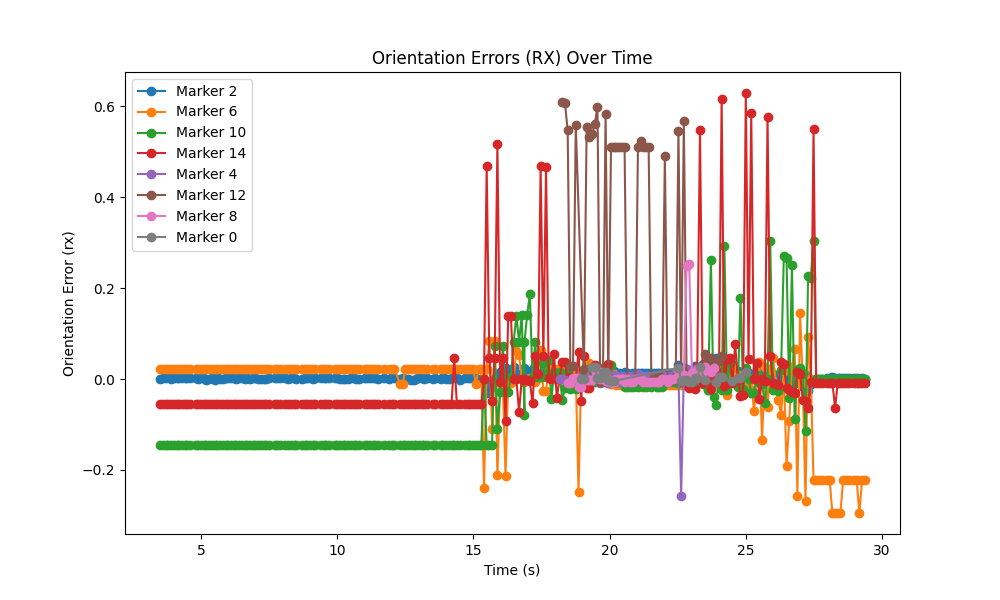 Orientation Errors (RX) Over Time
Marker 2
Marker 6
Marker 10
Marker 14
Marker 4
Marker 12
Marker 8
Marker 0
Orientation Error (rx)
0.6
0.4
0.2
0.0
−0.2
5
10
15
20
25
30
Time (s)